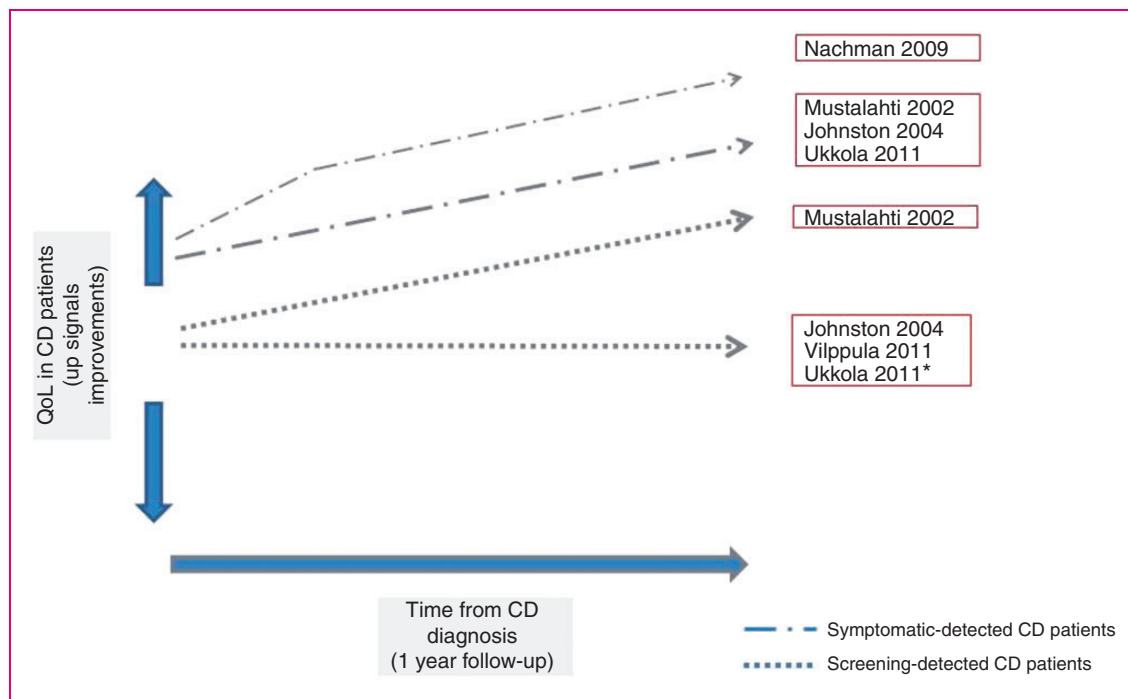 Nachman 2009
Mustalahti 2002
Johnston 2004
Ukkola 2011
Mustalahti 2002
Johnston 2004
Vilppula 2011
Ukkola 2011*
QoL in CD patients
(up signals
improvements)
Time from CD
diagnosis
(1 year follow-up)
Symptomatic-detected CD patients
Screening-detected CD patients